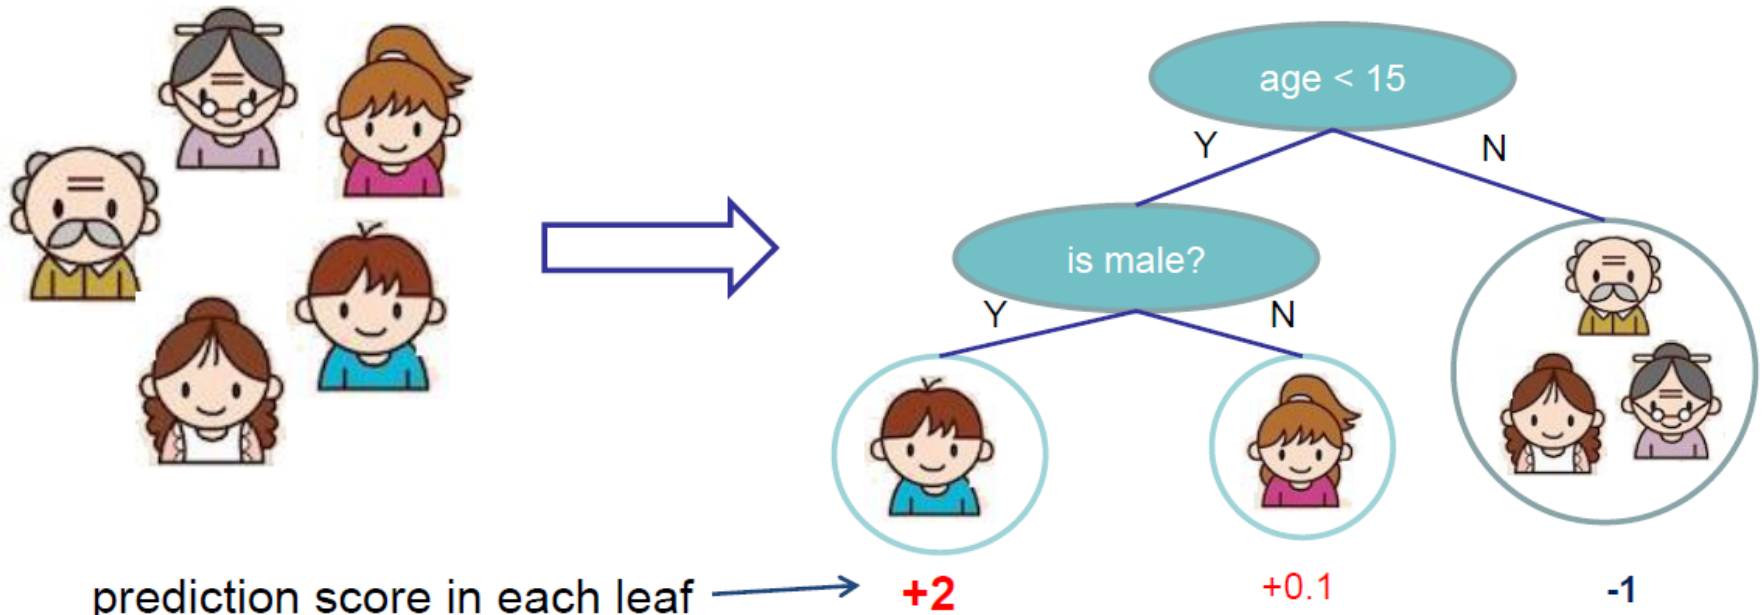 age < 15
Y
N
is male?
Y
N
prediction score in each leaf
+2
+0.1
-1